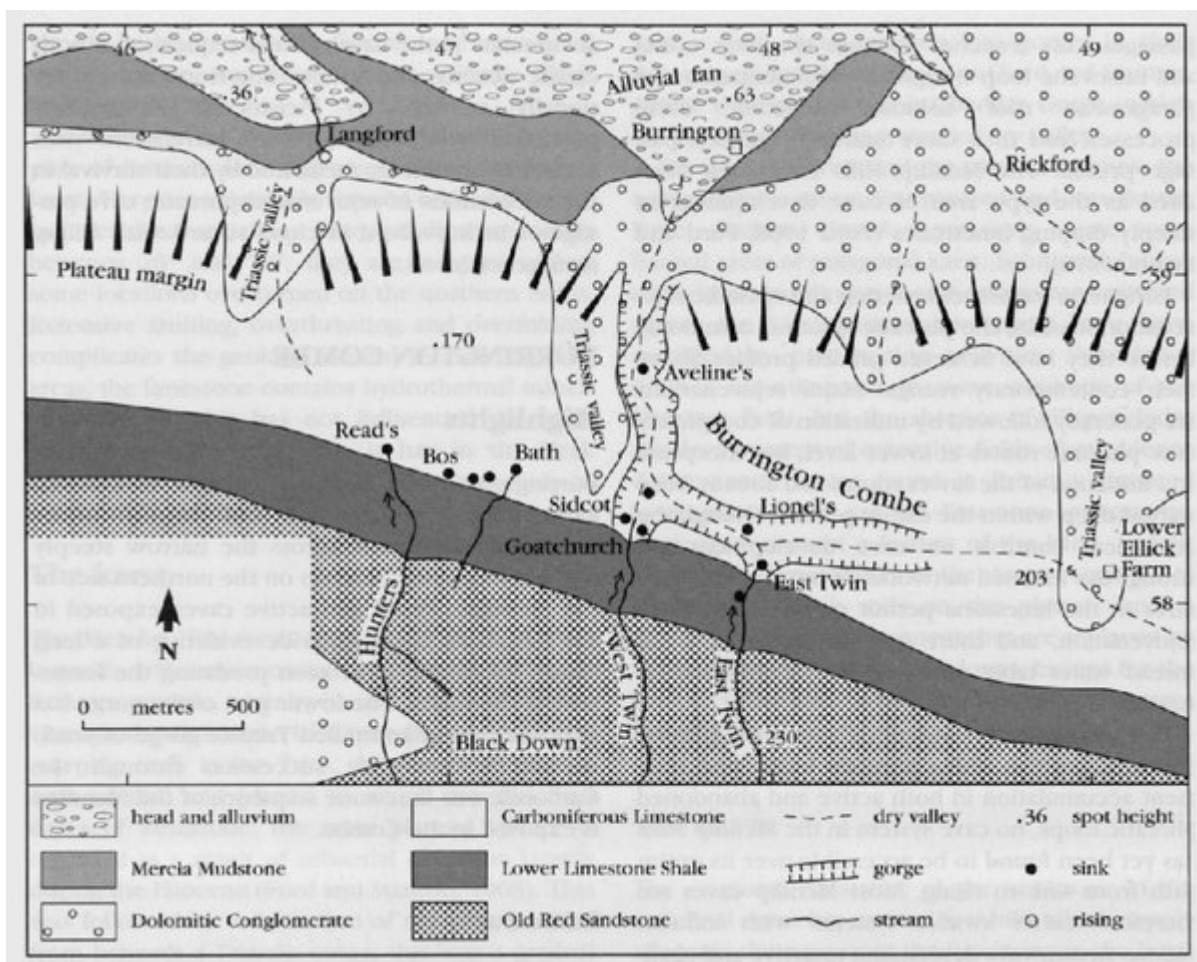 46
47
48
49
.36
Alluvial fan
.63
Langford
Burrington
Rickford
Triassic valley
Plateau margin
59
.170
Triassic valley
Aveline's
Read's
Bos
Bath
Burrington Combe
Sidcot
Lionel's
Triassic valley
Goatchurch
Lower
Ellick
Farm
203
East Twin
58
Hunters
West Twin
East Twin
N
0 metres 500
Black Down
230
head and alluvium
Carboniferous Limestone
dry valley
.36 spot height
Mercia Mudstone
Lower Limestone Shale
gorge
sink
Dolomitic Conglomerate
Old Red Sandstone
stream
rising